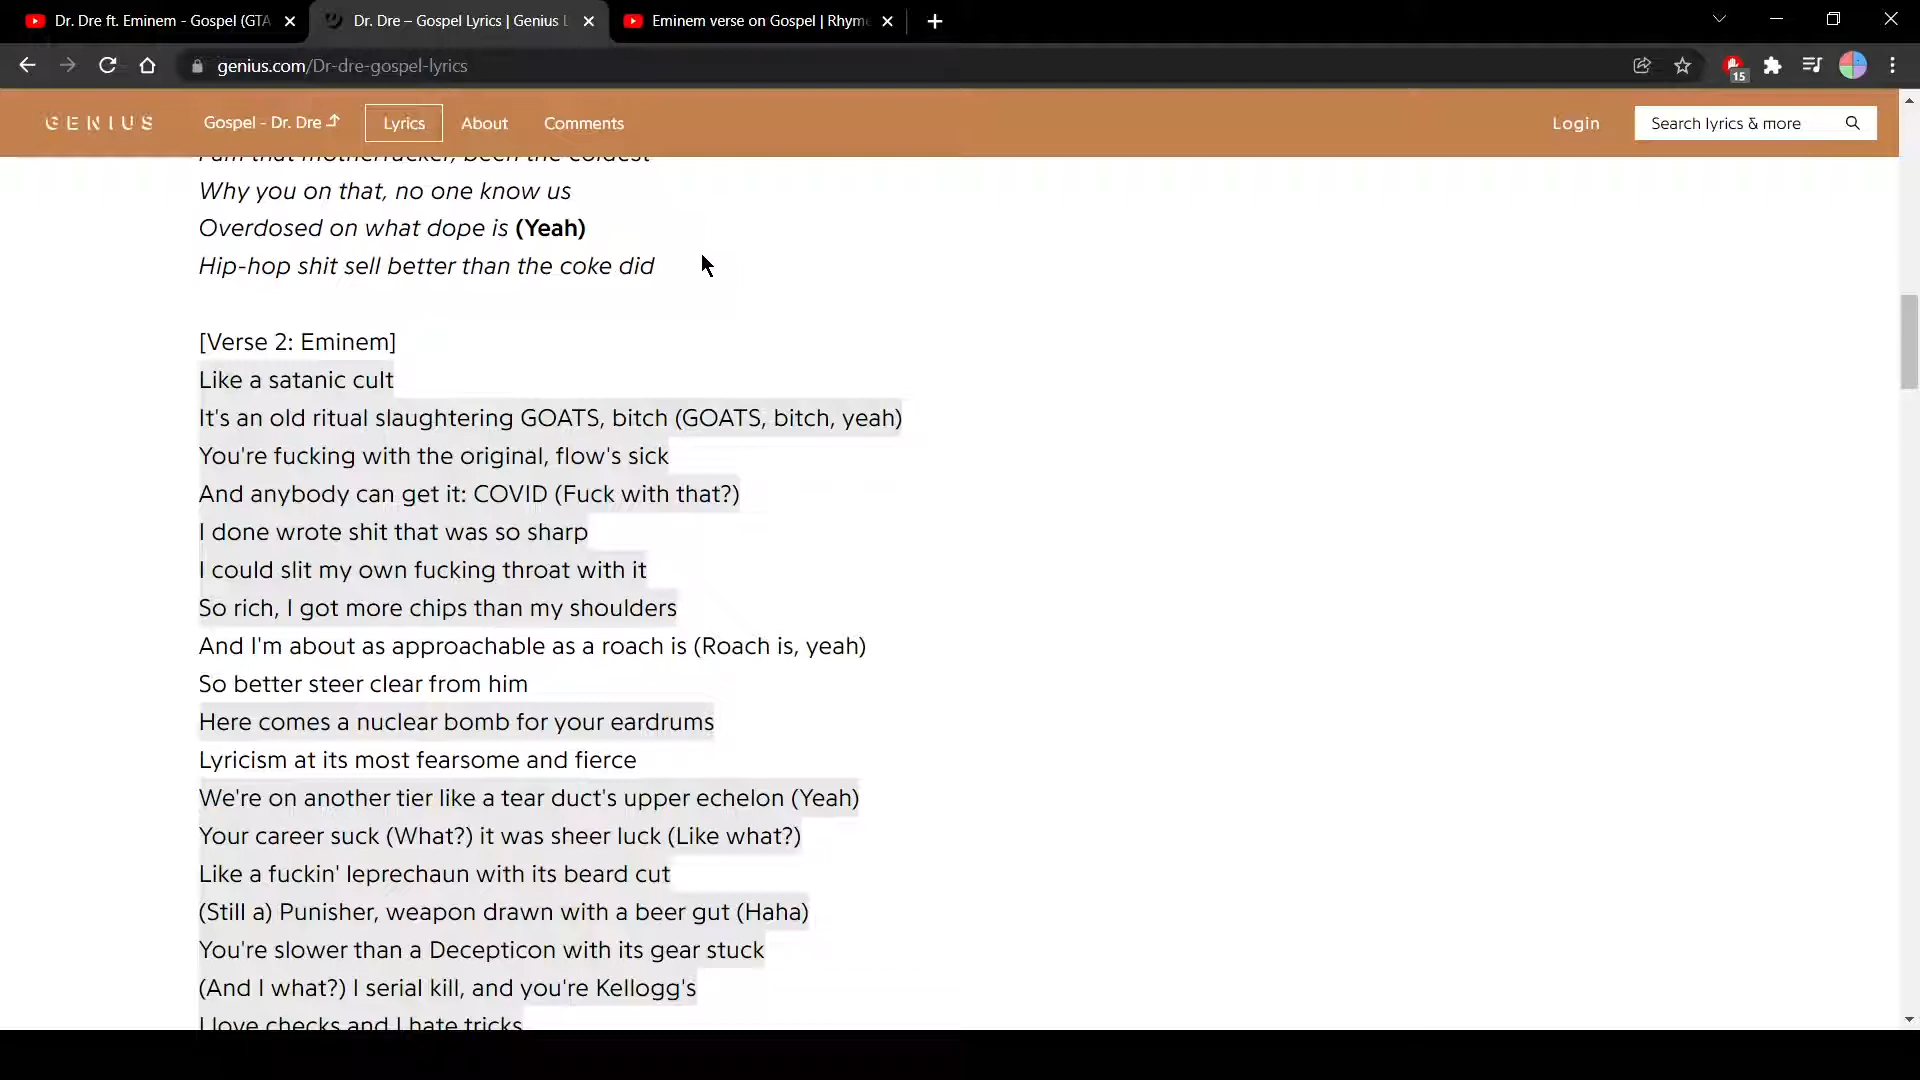 Dr. Dre ft. Eminem - Gospel (GTA
Dr. Dre – Gospel Lyrics | Genius L
Eminem verse on Gospel | Rhyme
genius.com/Dr-dre-gospel-lyrics
15
GENIUS
Gospel - Dr. Dre
Lyrics
About
Comments
Login
Search lyrics & more
I am that motherfucker, been the coldest
Why you on that, no one know us
Overdosed on what dope is (Yeah)
Hip-hop shit sell better than the coke did
[Verse 2: Eminem]
Like a satanic cult
It's an old ritual slaughtering GOATS, bitch (GOATS, bitch, yeah)
You're fucking with the original, flow's sick
And anybody can get it: COVID (Fuck with that?)
I done wrote shit that was so sharp
I could slit my own fucking throat with it
So rich, I got more chips than my shoulders
And I'm about as approachable as a roach is (Roach is, yeah)
So better steer clear from him
Here comes a nuclear bomb for your eardrums
Lyricism at its most fearsome and fierce
We're on another tier like a tear duct's upper echelon (Yeah)
Your career suck (What?) it was sheer luck (Like what?)
Like a fuckin' leprechaun with its beard cut
(Still a) Punisher, weapon drawn with a beer gut (Haha)
You're slower than a Decepticon with its gear stuck
(And I what?) I serial kill, and you're Kellogg's
I love checks and I hate tricks